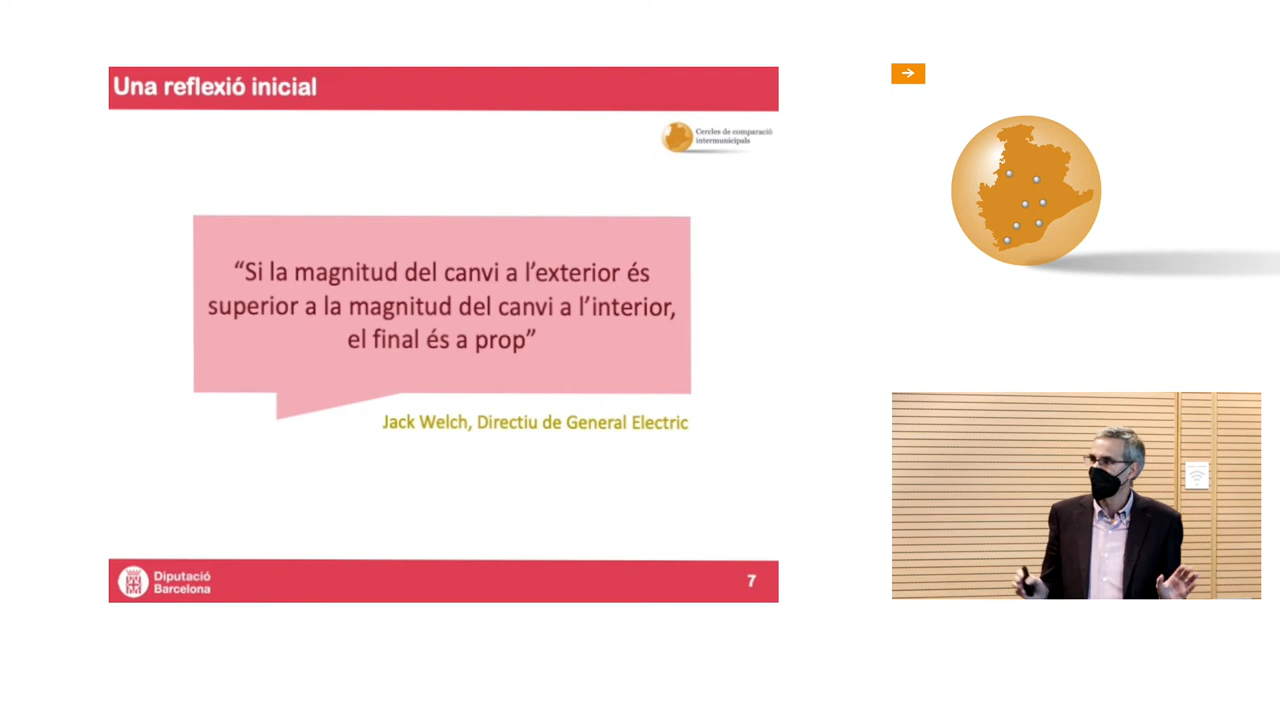 Una reflexió inicial
Cercles de comparació
intermunicipals
“Si la magnitud del canvi a l’exterior és
superior a la magnitud del canvi a l’interior,
el final és a prop”
Jack Welch, Directiu de General Electric
Diputació
Barcelona
7